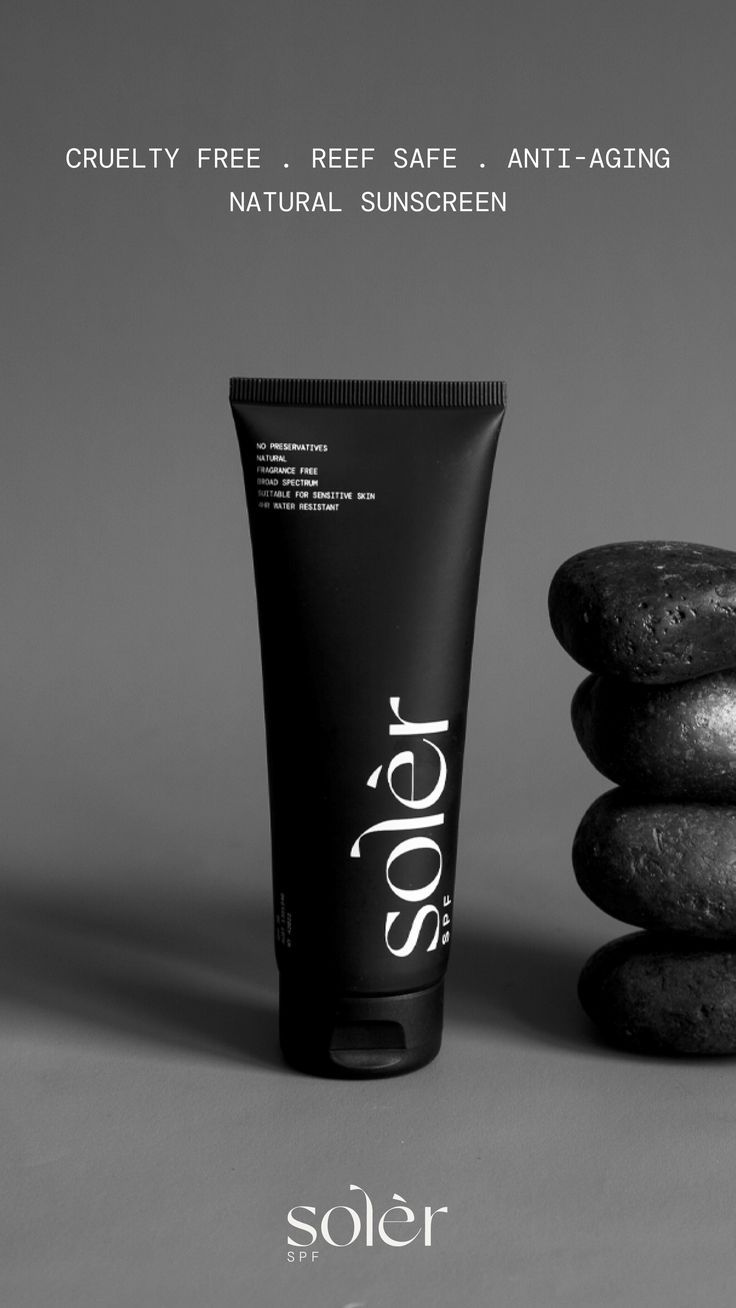 CRUELTY FREE . REEF SAFE . ANTI-AGING
NATURAL SUNSCREEN
NO PRESERVATIVES
NATURAL
FRAGRANCE FREE
BROAD SPECTRUM
SUITABLE FOR SENSITIVE SKIN
4HR WATER RESISTANT
solèr
SPF
solèr
SPF